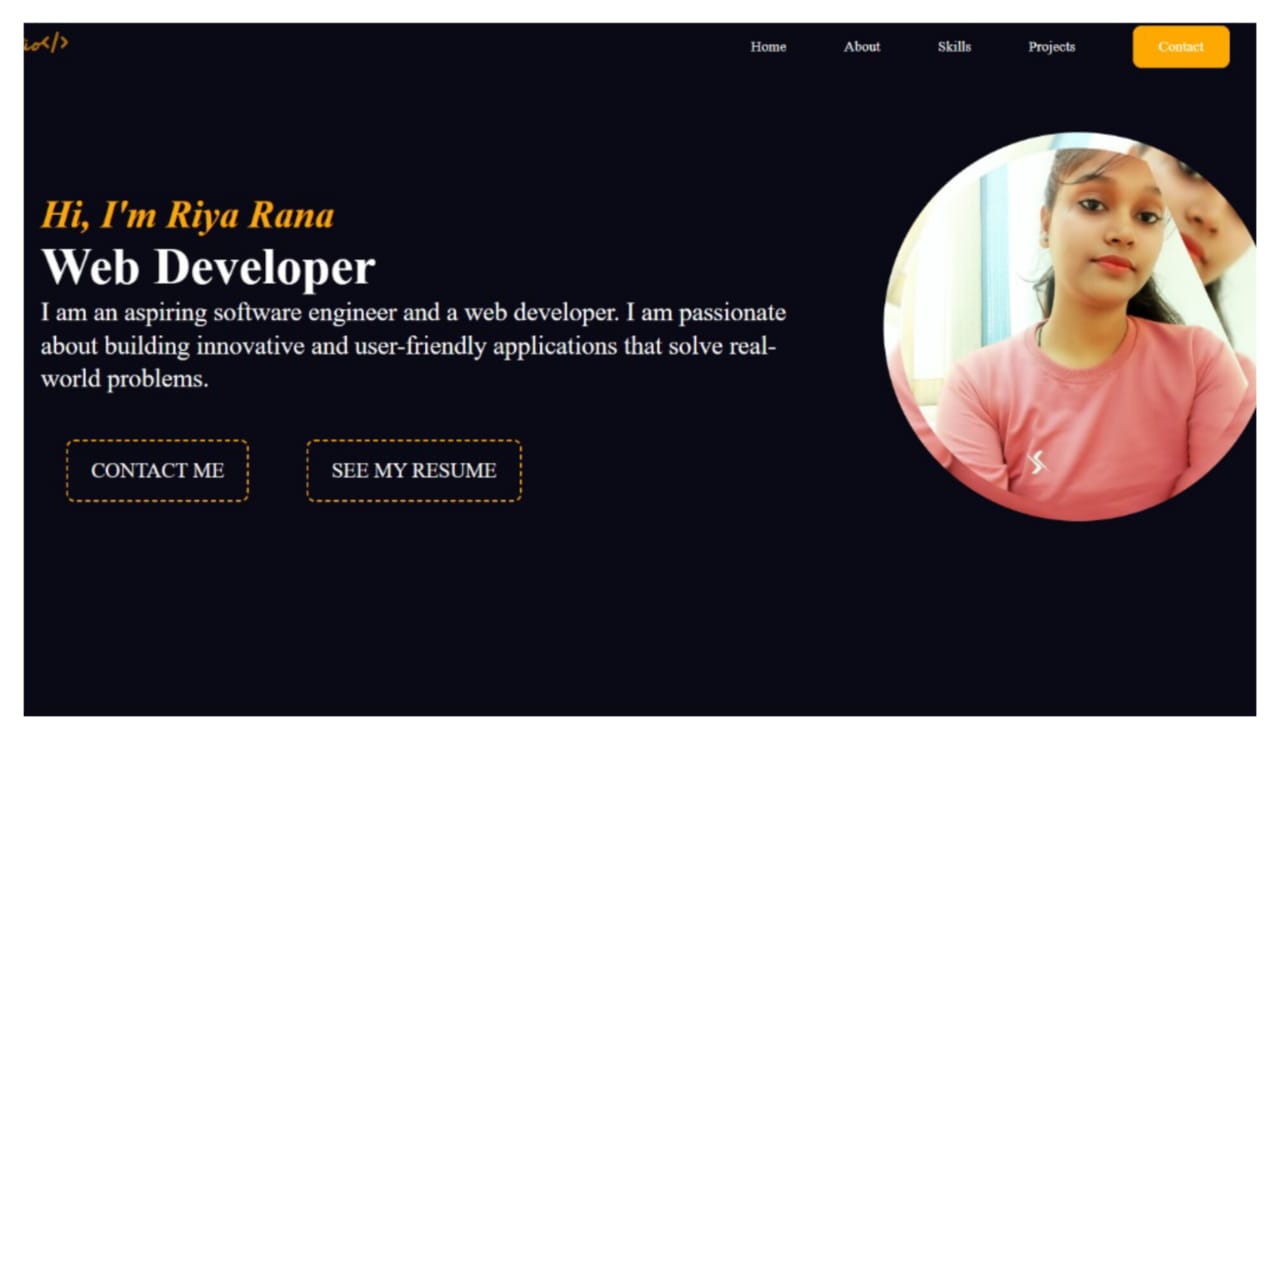 io</>
Home About Skills Projects Contact
Hi, I'm Riya Rana
Web Developer
I am an aspiring software engineer and a web developer. I am passionate
about building innovative and user-friendly applications that solve real-
world problems.
CONTACT ME SEE MY RESUME